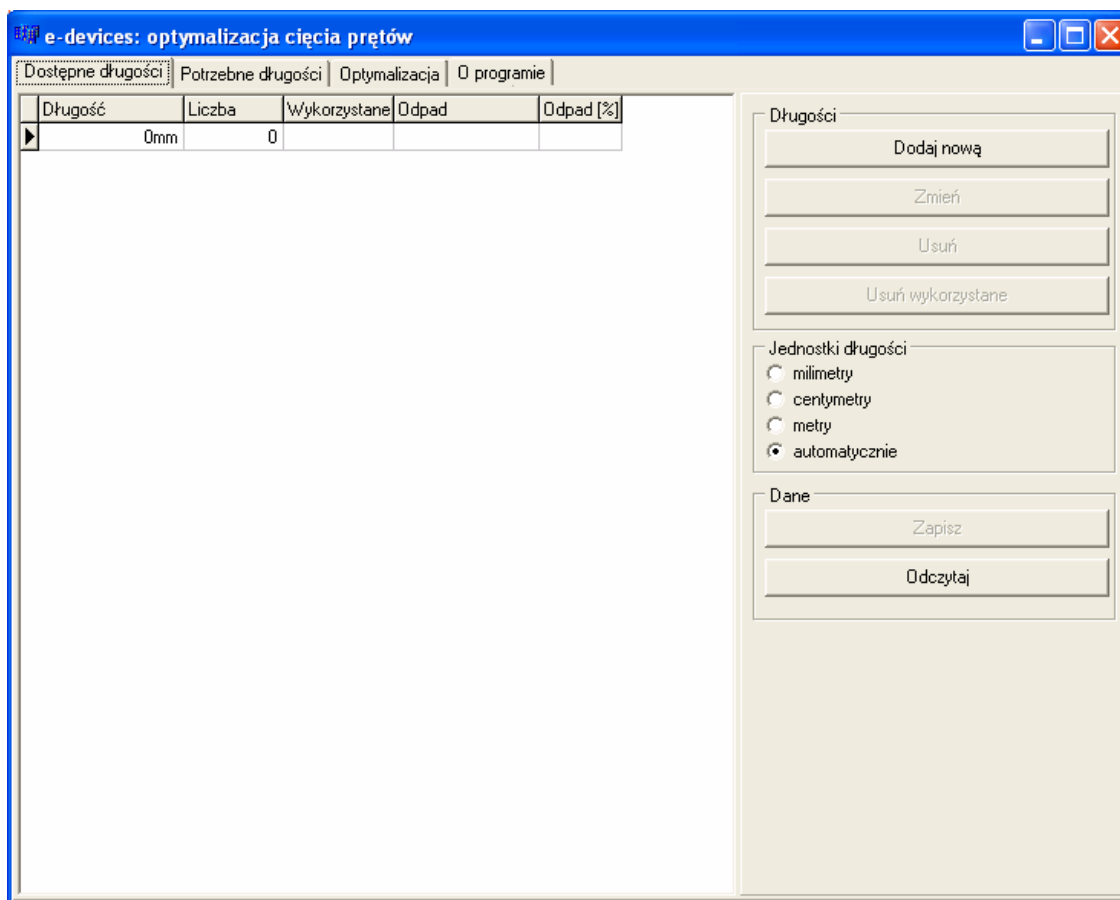 e-devices: optymalizacja cięcia prętów
Dostępne długości Potrzebne długości Optymalizacja O programie
Długość Liczba Wykorzystane Odpad Odpad [%]
0mm 0
Długości
Dodaj nową
Zmień
Usuń
Usuń wykorzystane
Jednostki długości
milimetry
centymetry
metry
automatycznie
Dane
Zapisz
Odczytaj